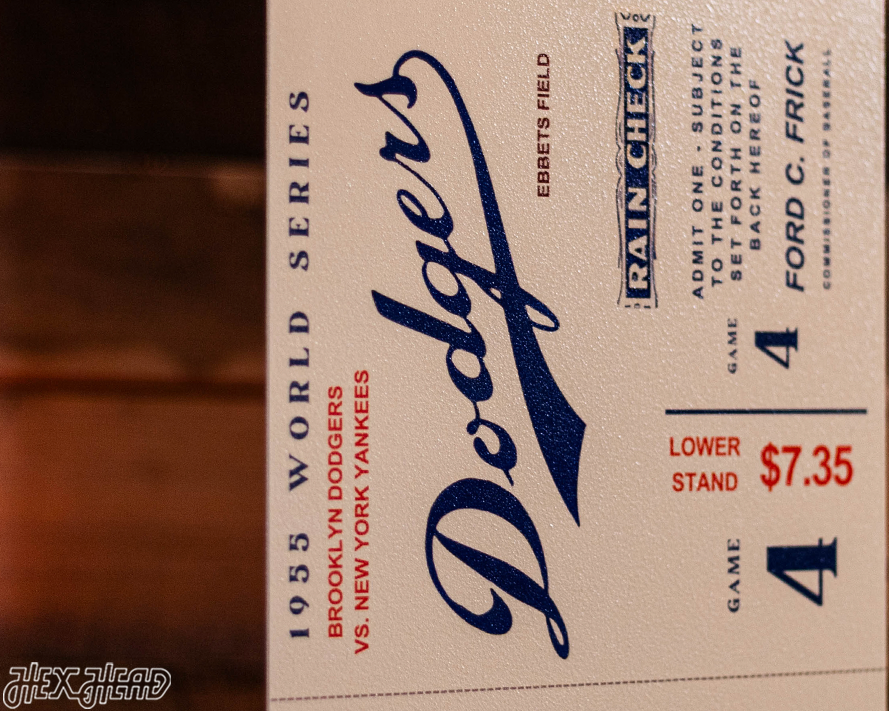 1955 WORLD SERIES
BROOKLYN DODGERS
VS. NEW YORK YANKEES
Dodgers
EBBETS FIELD
RAIN CHECK
ADMIT ONE - SUBJECT
TO THE CONDITIONS
SET FORTH ON THE
BACK HEREOF
FORD C. FRICK
COMMISSIONER OF BASEBALL
GAME
4
LOWER
STAND
$7.35
GAME
4
HEX HEAD